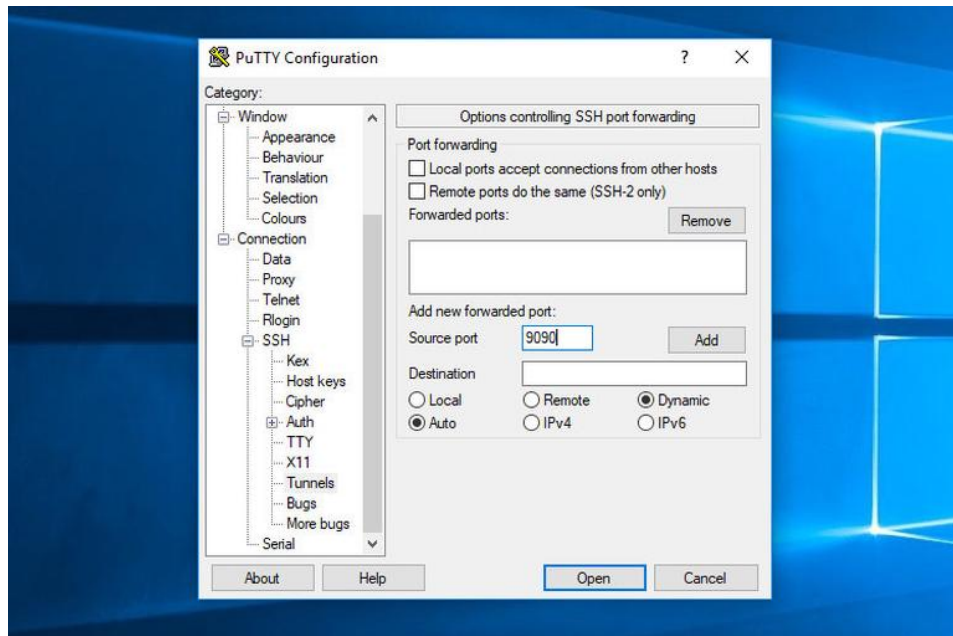 PuTTY Configuration
?
Category:
Window
Appearance
Behaviour
Translation
Selection
Colours
Connection
Data
Proxy
Telnet
Rlogin
SSH
Kex
Host keys
Cipher
Auth
TTY
X11
Tunnels
Bugs
More bugs
Serial
Options controlling SSH port forwarding
Port forwarding
Local ports accept connections from other hosts
Remote ports do the same (SSH-2 only)
Forwarded ports:
Remove
Add new forwarded port:
Source port 9090 Add
Destination
Local Remote Dynamic
Auto IPv4 IPv6
About Help Open Cancel